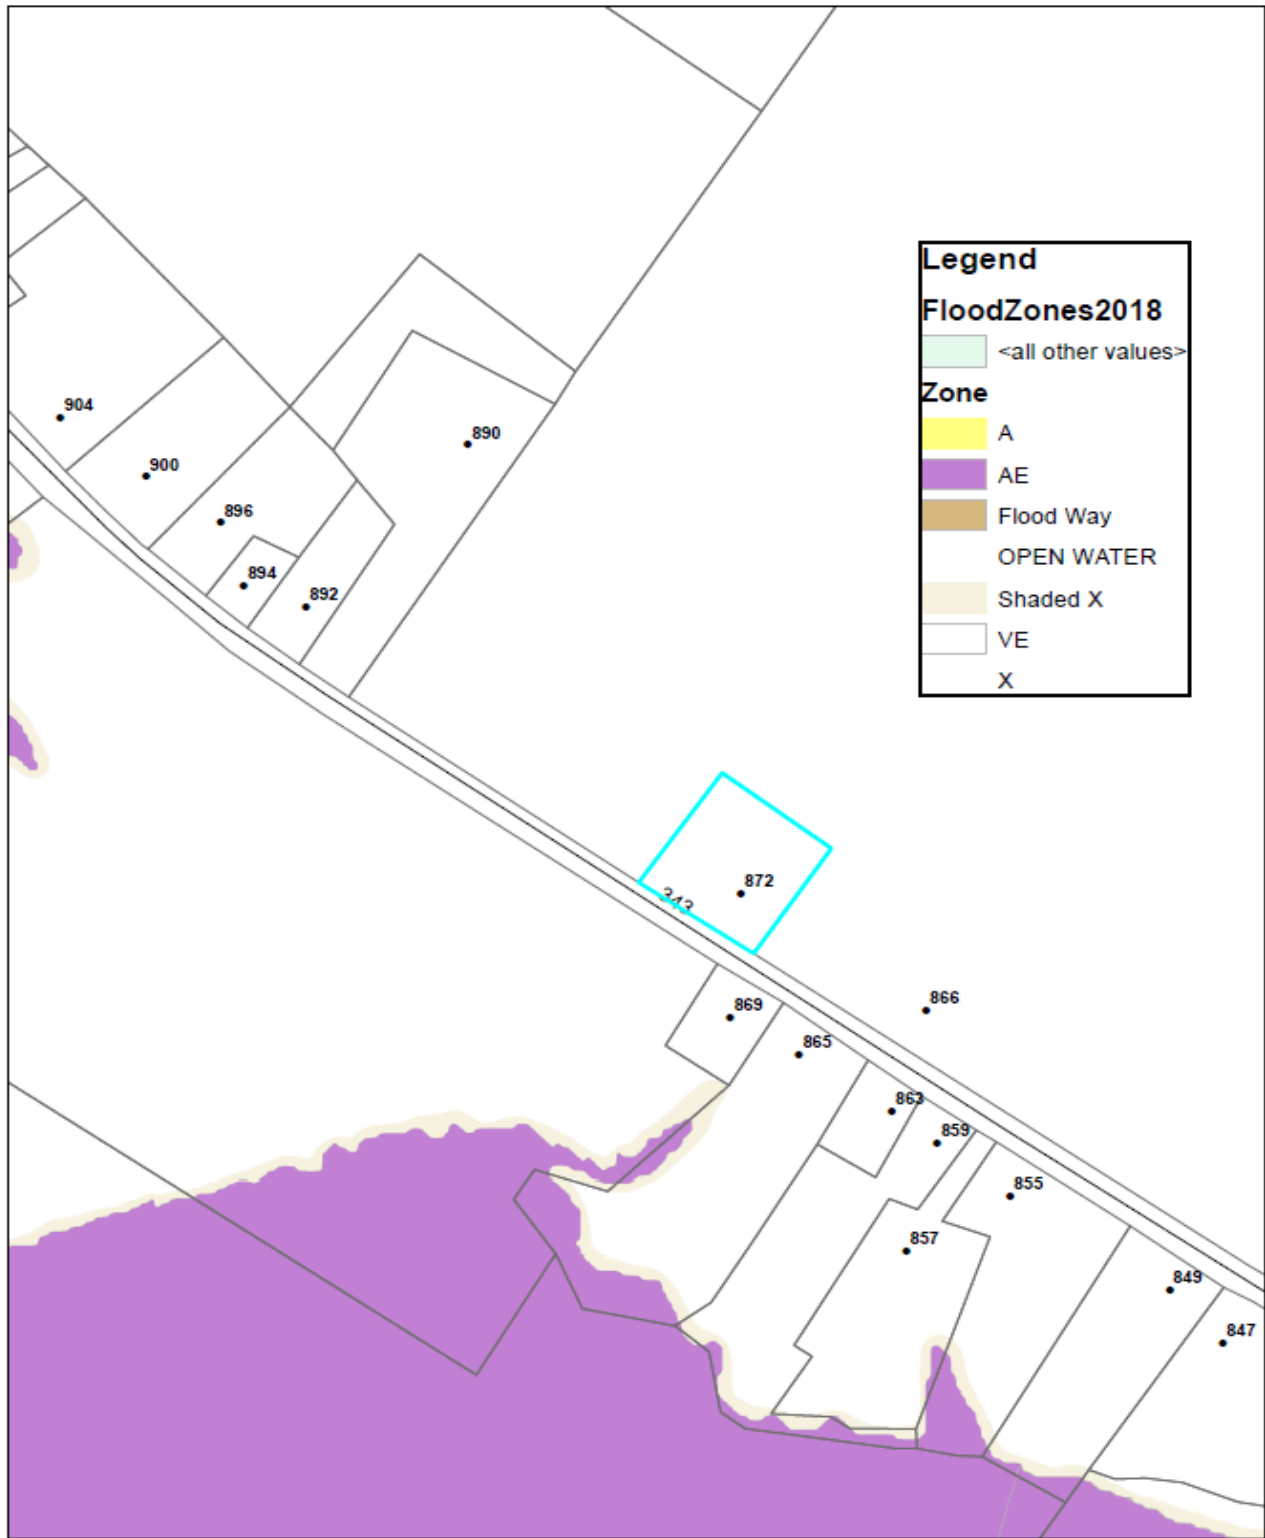 Legend
FloodZones2018
<all other values>
Zone
A
AE
Flood Way
OPEN WATER
Shaded X
VE
X
904
890
900
896
894
892
872
343
866
869
865
863
859
855
857
849
847